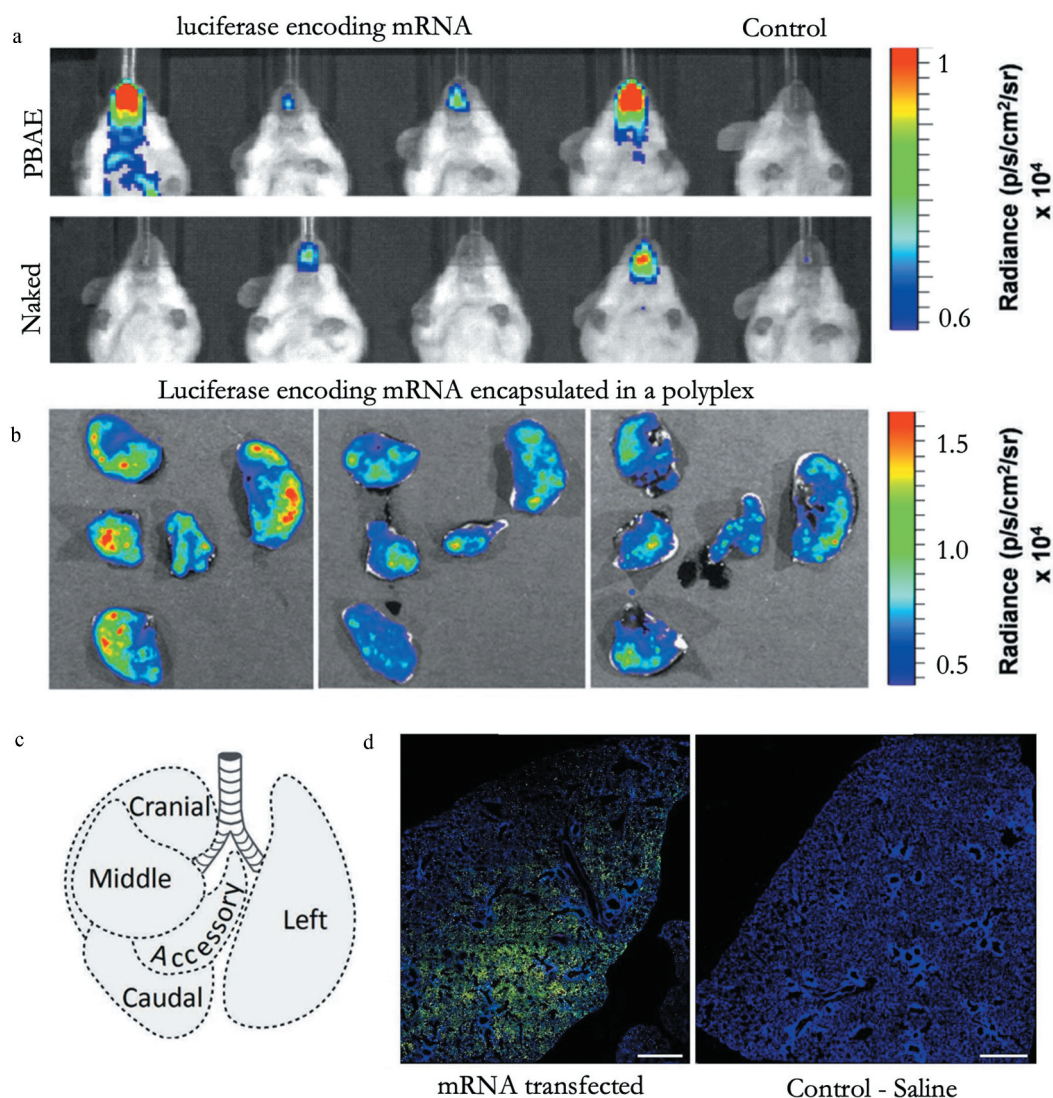 a
luciferase encoding mRNA
Control
PBAE
Naked
1
0.6
Radiance (p/s/cm²/sr)
x 10⁴
Luciferase encoding mRNA encapsulated in a polyplex
b
1.5
1.0
0.5
Radiance (p/s/cm²/sr)
x 10⁴
c
Cranial
Middle
Accessory
Left
Caudal
d
mRNA transfected
Control - Saline